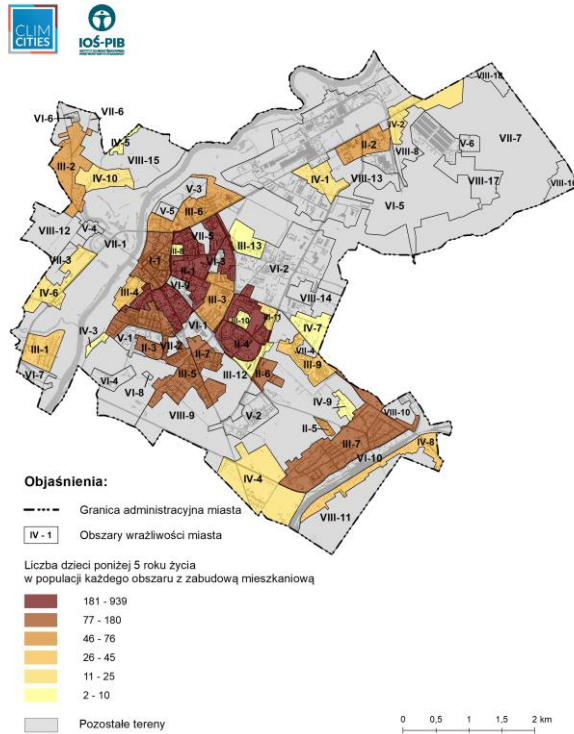 CLIM
CITIES
IOŚ-PIB
VIII-18
VI-6
VII-6
IV-5
IV-2
II-2
VIII-8
V-6
VII-7
VIII-15
III-2
IV-10
IV-1
VIII-13
VIII-17
V-3
V-5
III-6
VI-5
VIII-12
V-4
VII-1
VII-5
III-13
VII-3
I-1
II-1
VI-3
VI-2
IV-6
III-4
VI-9
III-3
VIII-14
IV-3
VI-1
II-4
IV-7
III-1
V-1
II-3
VII-2
II-7
VII-4
III-9
VI-7
VI-4
VI-8
III-5
III-12
II-6
IV-9
VIII-9
V-2
II-5
VIII-10
III-7
VI-10
IV-8
IV-4
VIII-11
Objaśnienia:
Granica administracyjna miasta
IV - 1
Obszary wrażliwości miasta
Liczba dzieci poniżej 5 roku życia
w populacji każdego obszaru z zabudową mieszkaniową
181 - 939
77 - 180
46 - 76
26 - 45
11 - 25
2 - 10
Pozostałe tereny
0 0,5 1 1,5 2 km